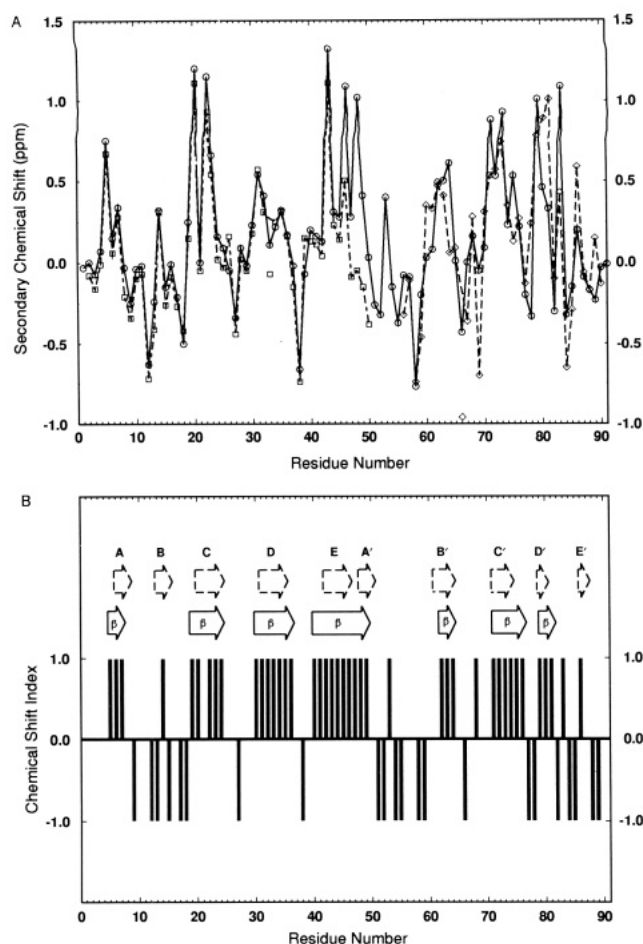 A
1.5
1.5
1.0
1.0
0.5
0.5
0.0
0.0
-0.5
-0.5
-1.0
-1.0
Secondary Chemical Shift (ppm)
0 10 20 30 40 50 60 70 80 90
Residue Number
B
A B C D E A' B' C' D' E'
β β β β β β β
1.0
1.0
0.0
0.0
-1.0
-1.0
Chemical Shift Index
0 10 20 30 40 50 60 70 80 90
Residue Number